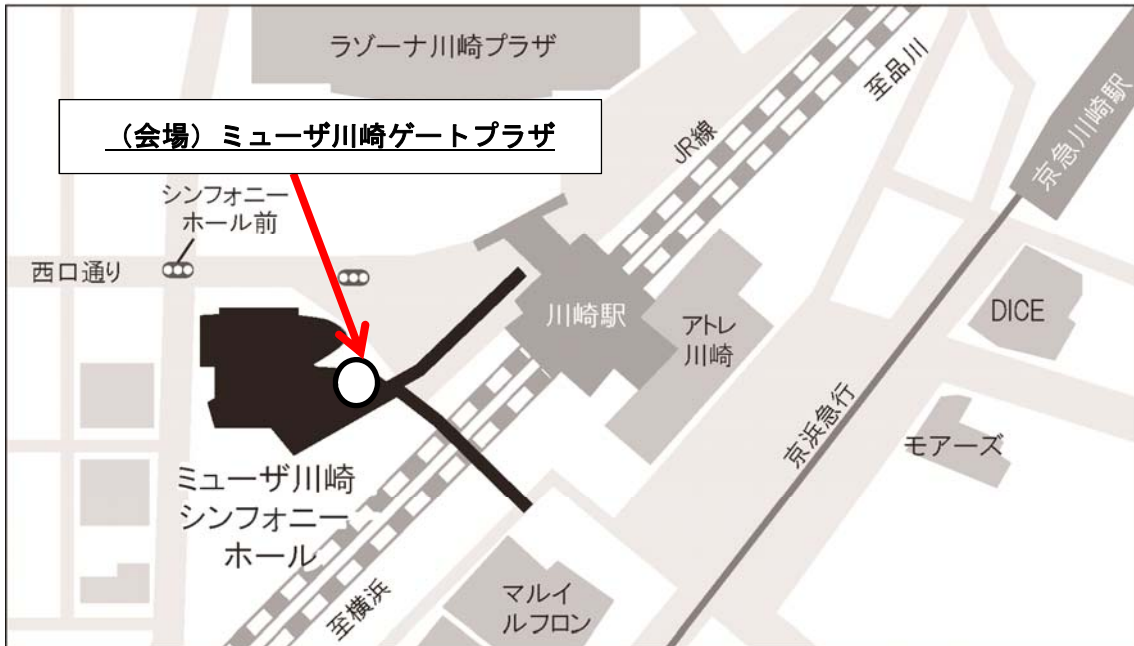 ラゾーナ川崎プラザ
至品川
JR線
京急川崎駅
（会場）ミューザ川崎ゲートプラザ
シンフォニー
ホール前
西口通り
川崎駅
アトレ
川崎
DICE
京浜急行
モアーズ
ミューザ川崎
シンフォニー
ホール
至横浜
マルイ
ルフロン